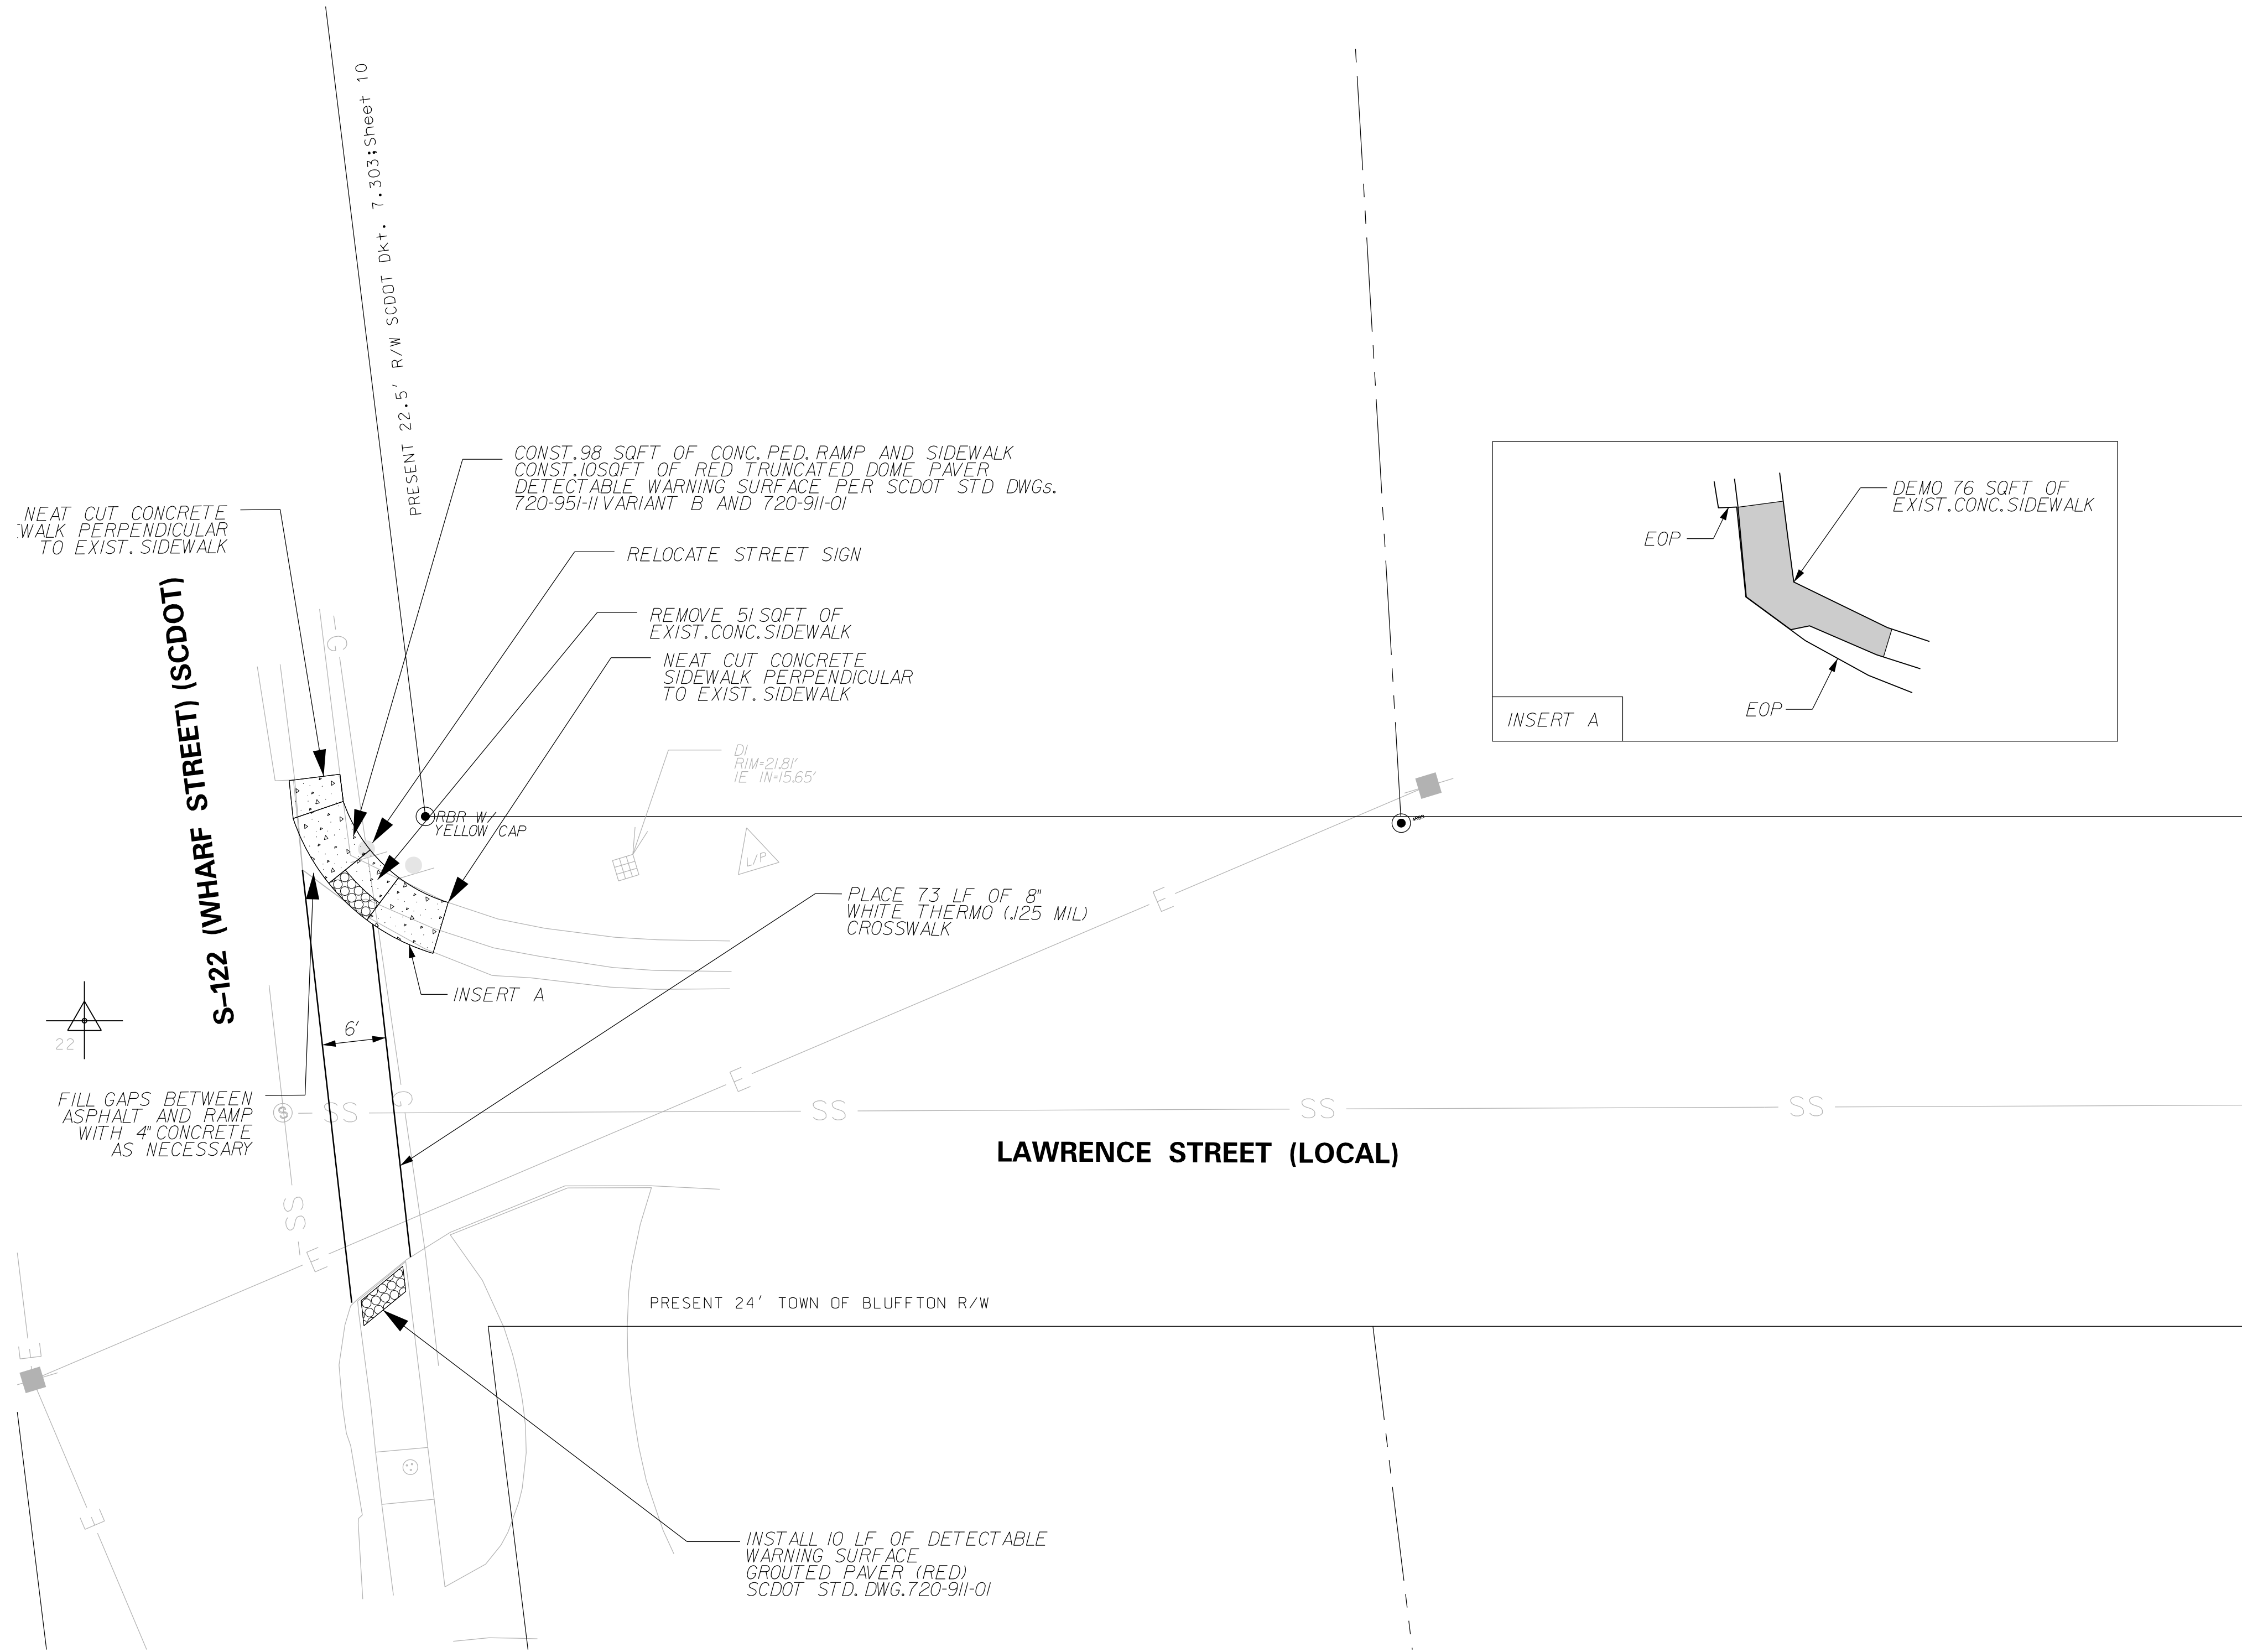 PRESENT 22.5' R/W SCDOT Dkt. 7.303;Sheet 10
CONST. 98 SQFT OF CONC. PED. RAMP AND SIDEWALK
CONST. 10SQFT OF RED TRUNCATED DOME PAVER
DETECTABLE WARNING SURFACE PER SCDOT STD DWGs.
720-951-11 VARIANT B AND 720-911-01
NEAT CUT CONCRETE
WALK PERPENDICULAR
TO EXIST. SIDEWALK
RELOCATE STREET SIGN
REMOVE 51 SQFT OF
EXIST. CONC. SIDEWALK
NEAT CUT CONCRETE
SIDEWALK PERPENDICULAR
TO EXIST. SIDEWALK
DEMO 76 SQFT OF
EXIST. CONC. SIDEWALK
EOP
EOP
INSERT A
S-122 (WHARF STREET) (SCDOT)
G
DI
RIM=21.81'
IE IN=15.65'
RBR W/
YELLOW CAP
L/P
PLACE 73 LF OF 8"
WHITE THERMO (.125 MIL)
CROSSWALK
E
INSERT A
6'
22
E
FILL GAPS BETWEEN
ASPHALT AND RAMP
WITH 4" CONCRETE
AS NECESSARY
G
S
SS
SS
SS
SS
LAWRENCE STREET (LOCAL)
SS
E
PRESENT 24' TOWN OF BLUFFTON R/W
E
E
INSTALL 10 LF OF DETECTABLE
WARNING SURFACE
GROUTED PAVER (RED)
SCDOT STD. DWG. 720-911-01